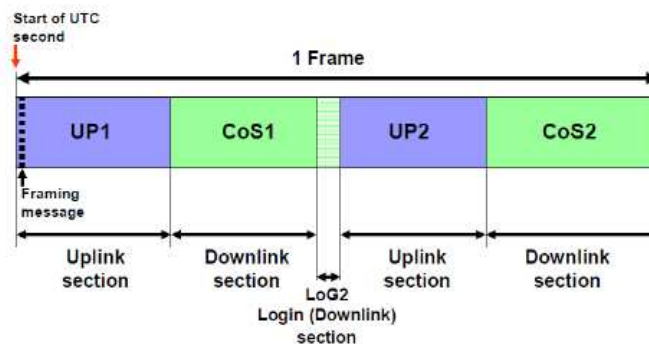 Start of UTC
second
1 Frame
UP1
CoS1
UP2
CoS2
Framing
message
Uplink
section
Downlink
section
LoG2
Login (Downlink)
section
Uplink
section
Downlink
section